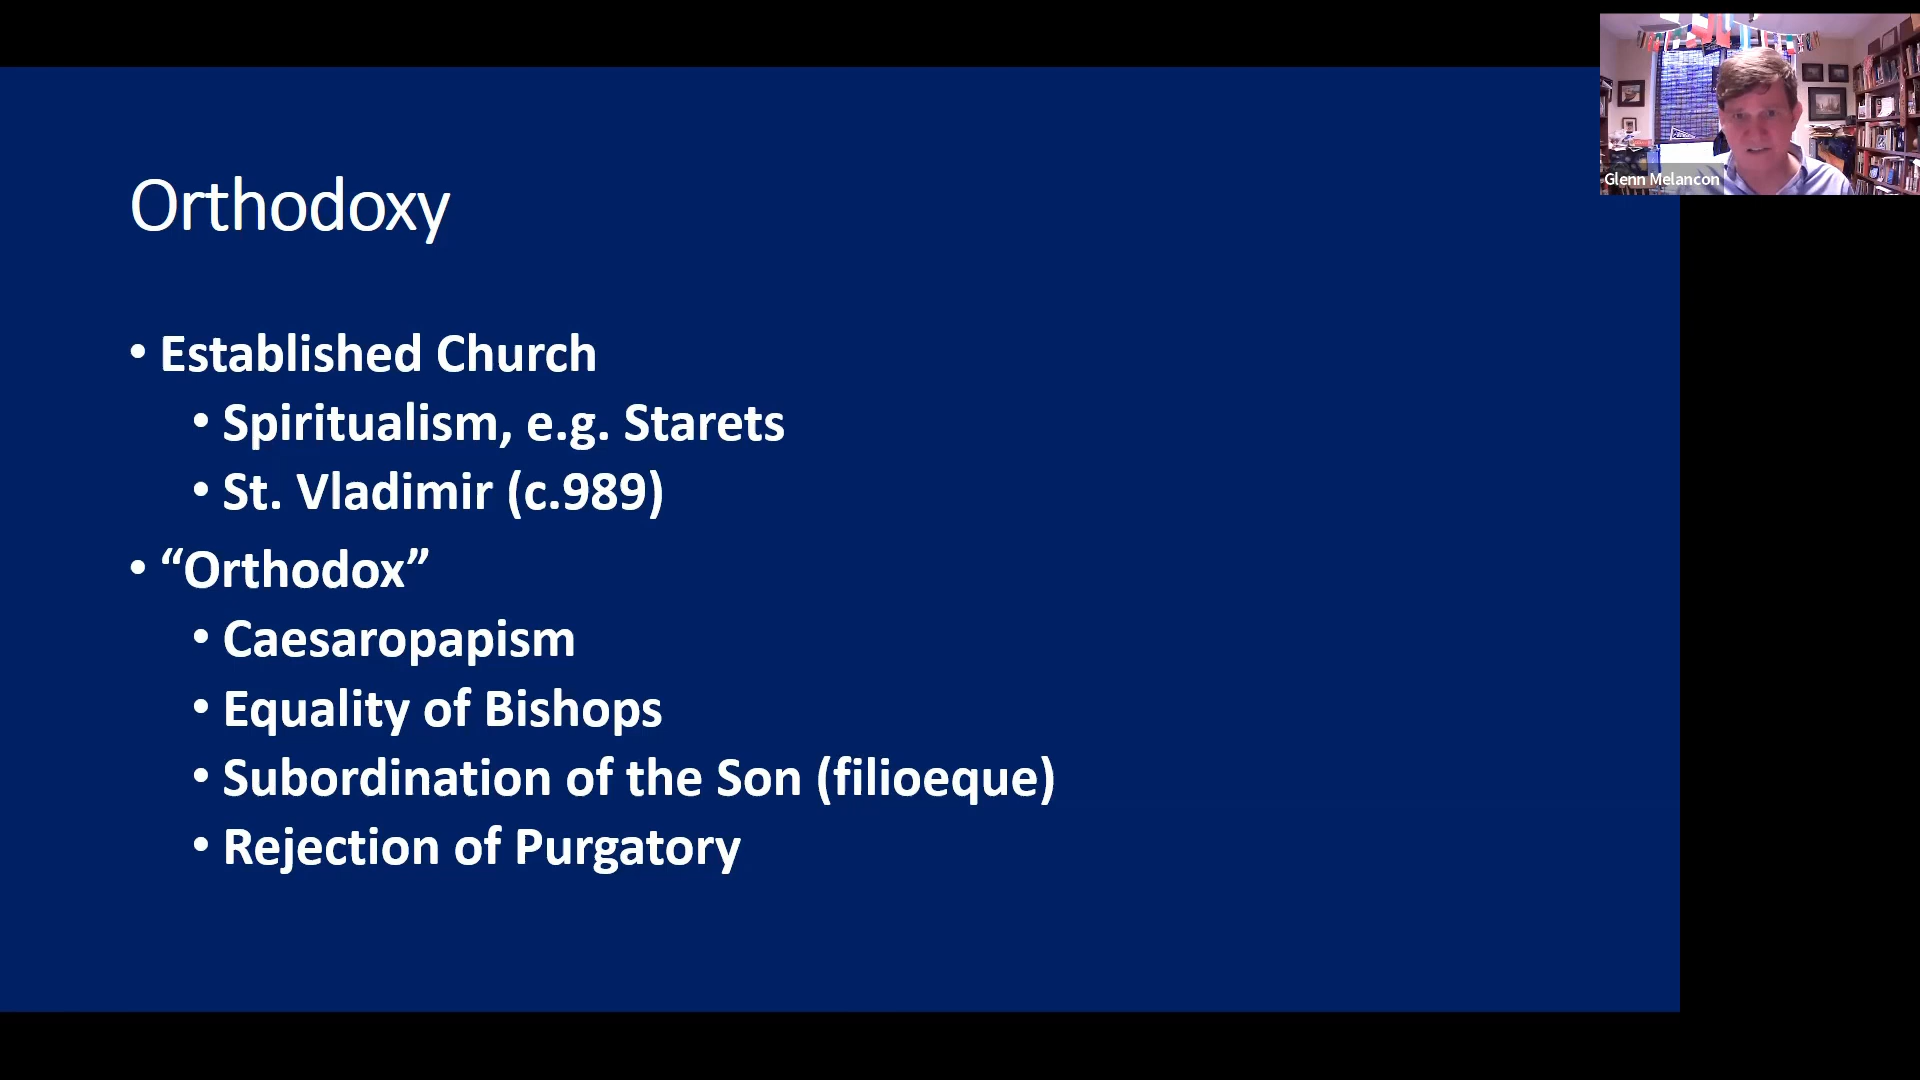 Glenn Melancon
Orthodoxy
• Established Church
• Spiritualism, e.g. Starets
• St. Vladimir (c.989)
• “Orthodox”
• Caesaropapism
• Equality of Bishops
• Subordination of the Son (filioeque)
• Rejection of Purgatory